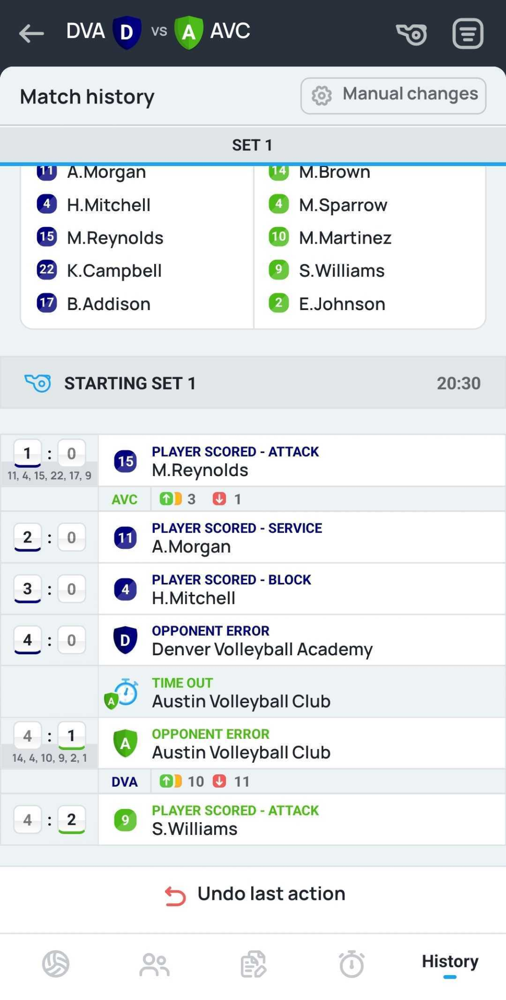 DVA D vs A AVC
Match history
Manual changes
SET 1
11 A.Morgan
14 M.Brown
4 H.Mitchell
4 M.Sparrow
15 M.Reynolds
10 M.Martinez
22 K.Campbell
9 S.Williams
17 B.Addison
2 E.Johnson
STARTING SET 1 20:30
1 : 0
11, 4, 15, 22, 17, 9
15 PLAYER SCORED - ATTACK
M.Reynolds
AVC 3 1
2 : 0
11 PLAYER SCORED - SERVICE
A.Morgan
3 : 0
4 PLAYER SCORED - BLOCK
H.Mitchell
4 : 0
D OPPONENT ERROR
Denver Volleyball Academy
A TIME OUT
Austin Volleyball Club
4 : 1
14, 4, 10, 9, 2, 1
A OPPONENT ERROR
Austin Volleyball Club
DVA 10 11
4 : 2
9 PLAYER SCORED - ATTACK
S.Williams
Undo last action
History